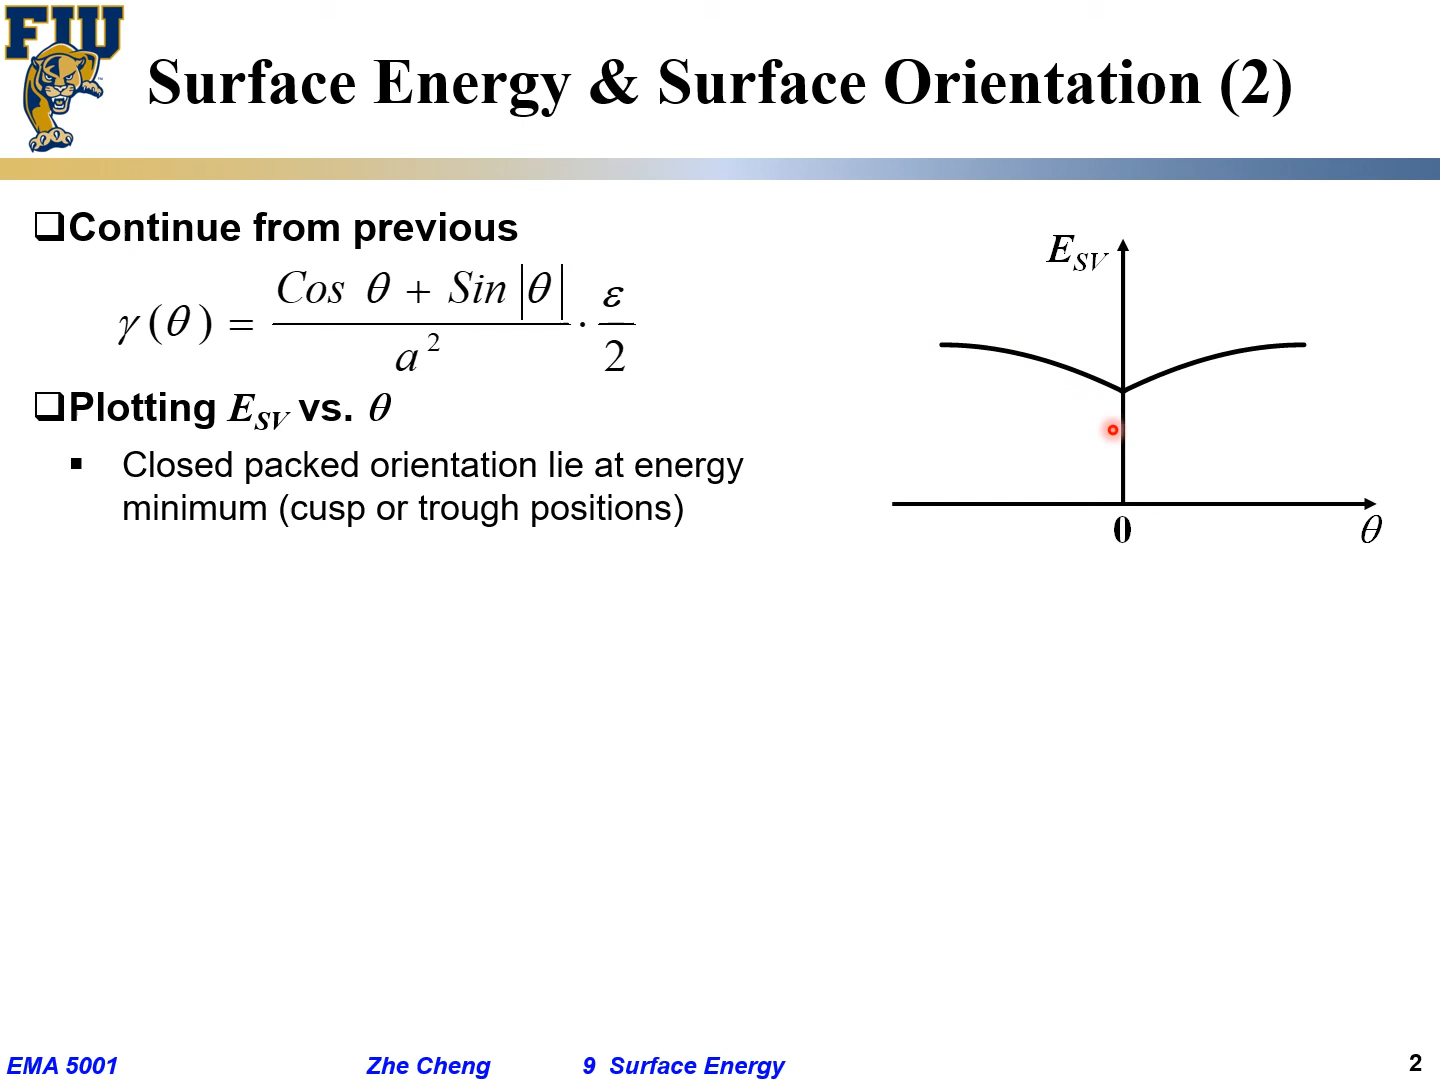 FIU
Surface Energy & Surface Orientation (2)
❑Continue from previous
γ(θ) = (Cos θ + Sin |θ|) / a² · ε / 2
❑Plotting E_SV vs. θ
▪ Closed packed orientation lie at energy
minimum (cusp or trough positions)
E_SV
0
θ
EMA 5001 Zhe Cheng 9 Surface Energy 2